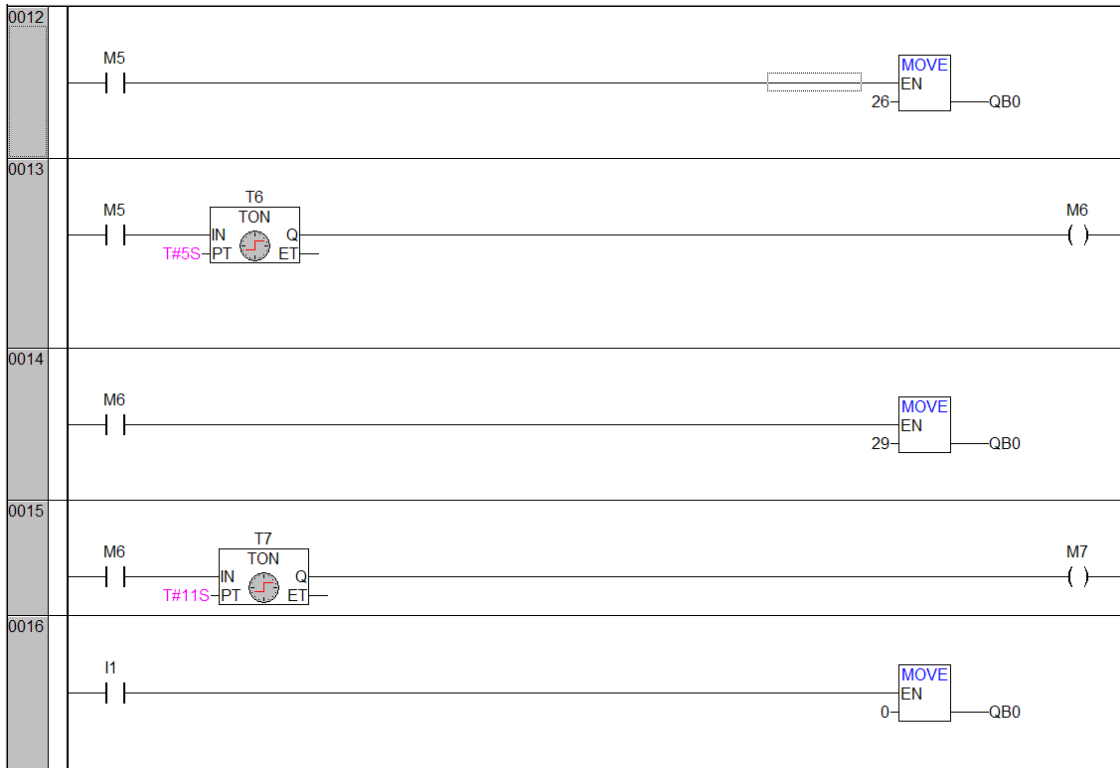 0012
M5
MOVE
EN
26 QB0
0013
T6
M5 TON M6
IN Q
T#5S PT ET
0014
M6
MOVE
EN
29 QB0
0015
T7
M6 TON M7
IN Q
T#11S PT ET
0016
I1
MOVE
EN
0 QB0